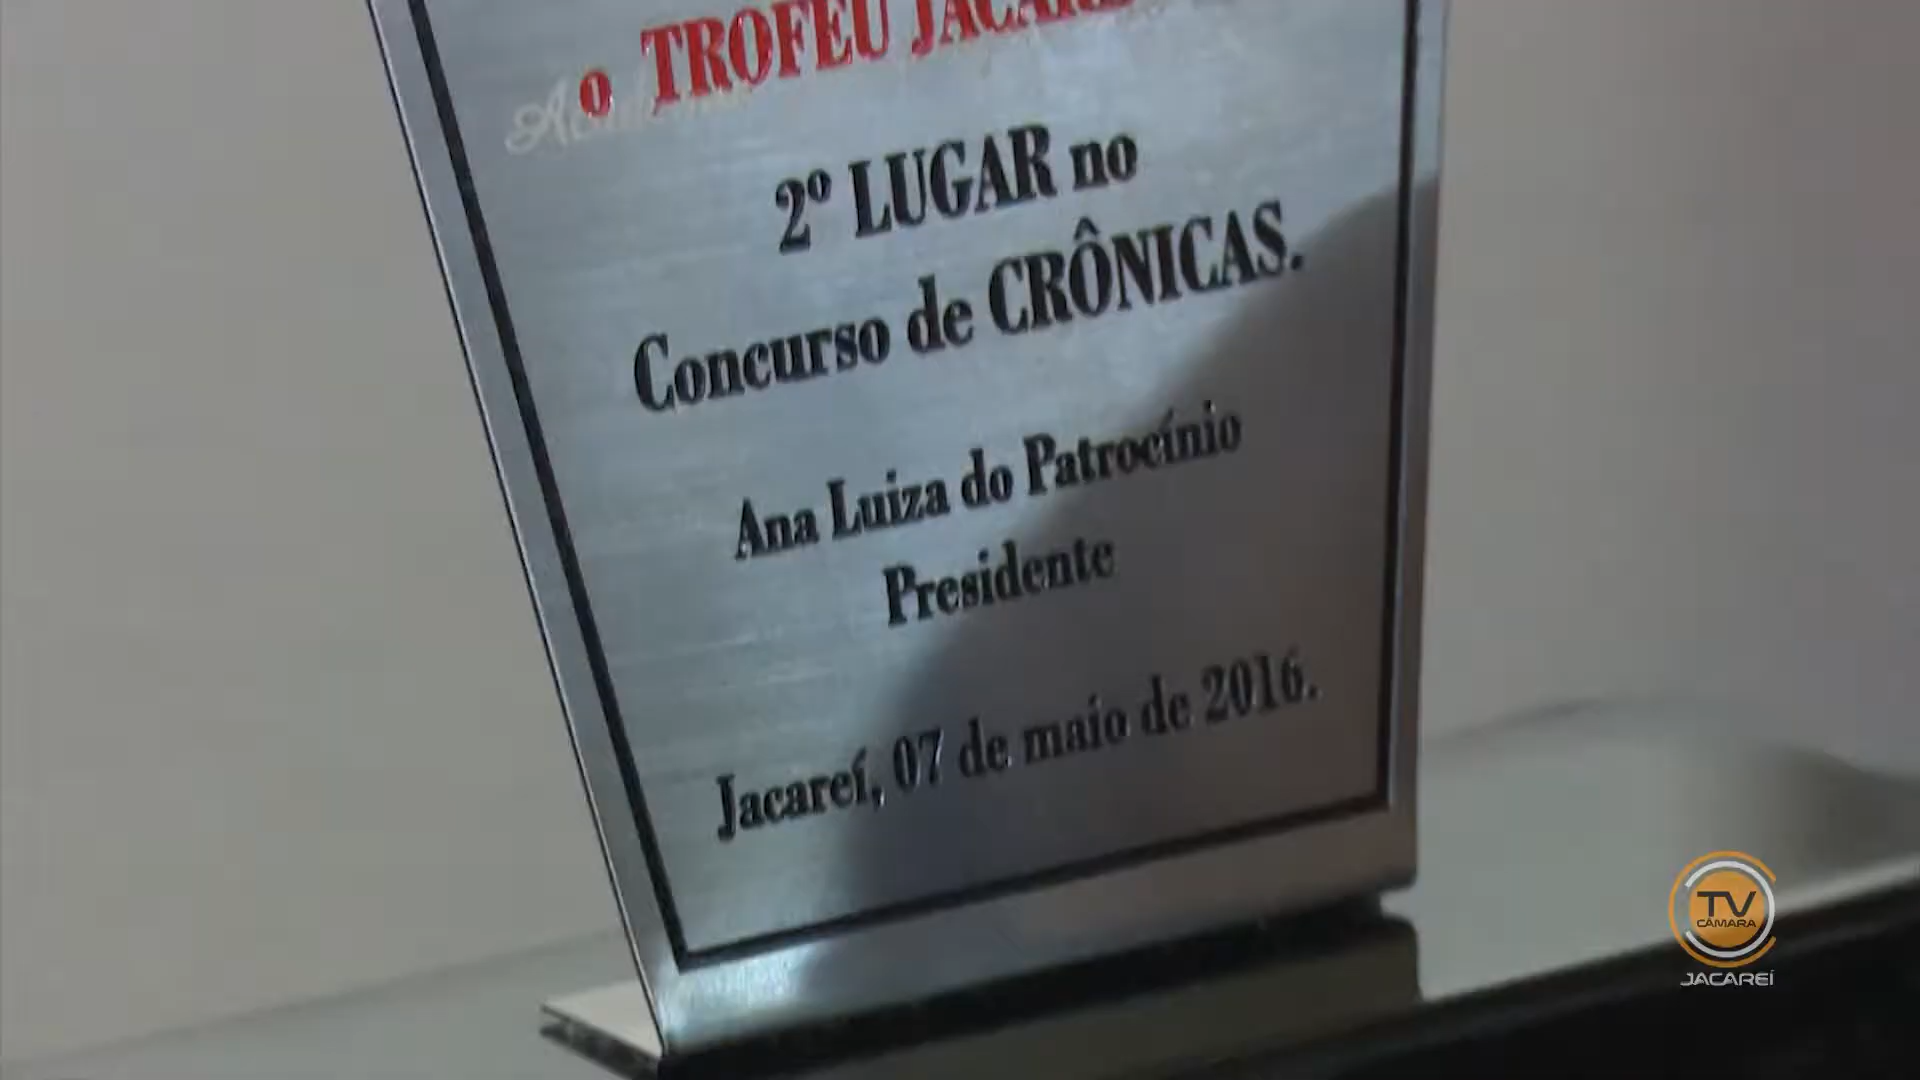 o TROFÉU
2º LUGAR no
Concurso de CRÔNICAS.
Ana Luiza do Patrocínio
Presidente
Jacareí, 07 de maio de 2016.
TV
CÂMARA
JACAREÍ